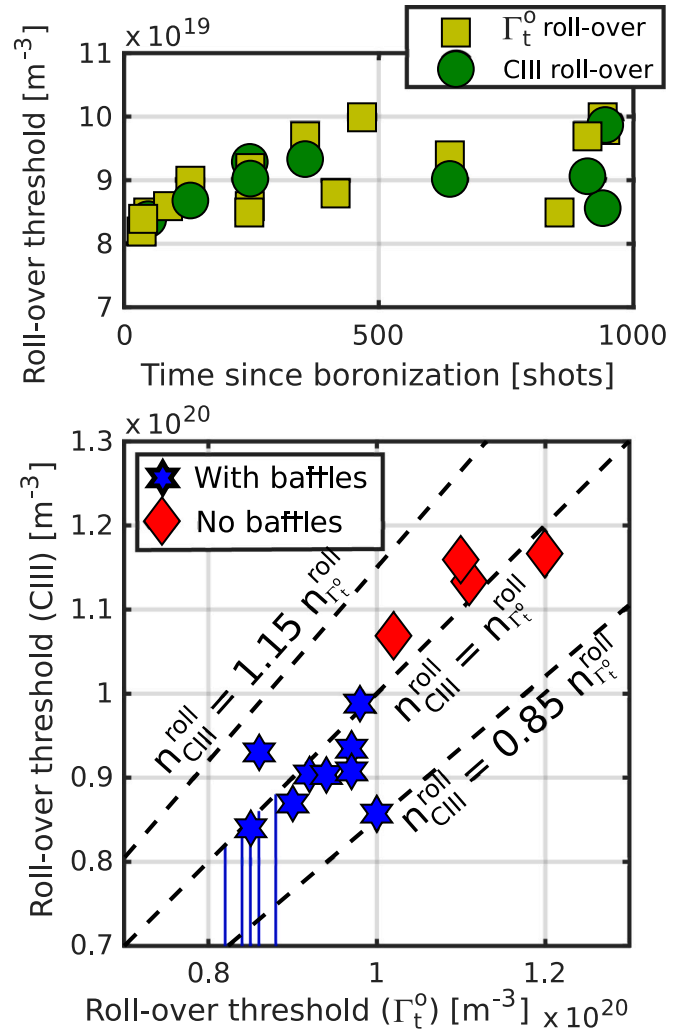 x 10^19
Γ_t^o roll-over
CIII roll-over
Roll-over threshold [m^-3]
11
10
9
8
7
0
500
1000
Time since boronization [shots]
x 10^20
Roll-over threshold (CIII) [m^-3]
1.3
1.2
1.1
1
0.9
0.8
0.7
With baffles
No baffles
n_CIII^roll = 1.15 n_Γ_t^o^roll
n_CIII^roll = n_Γ_t^o^roll
n_CIII^roll = 0.85 n_Γ_t^o^roll
0.8
1
1.2
Roll-over threshold (Γ_t^o) [m^-3] x 10^20